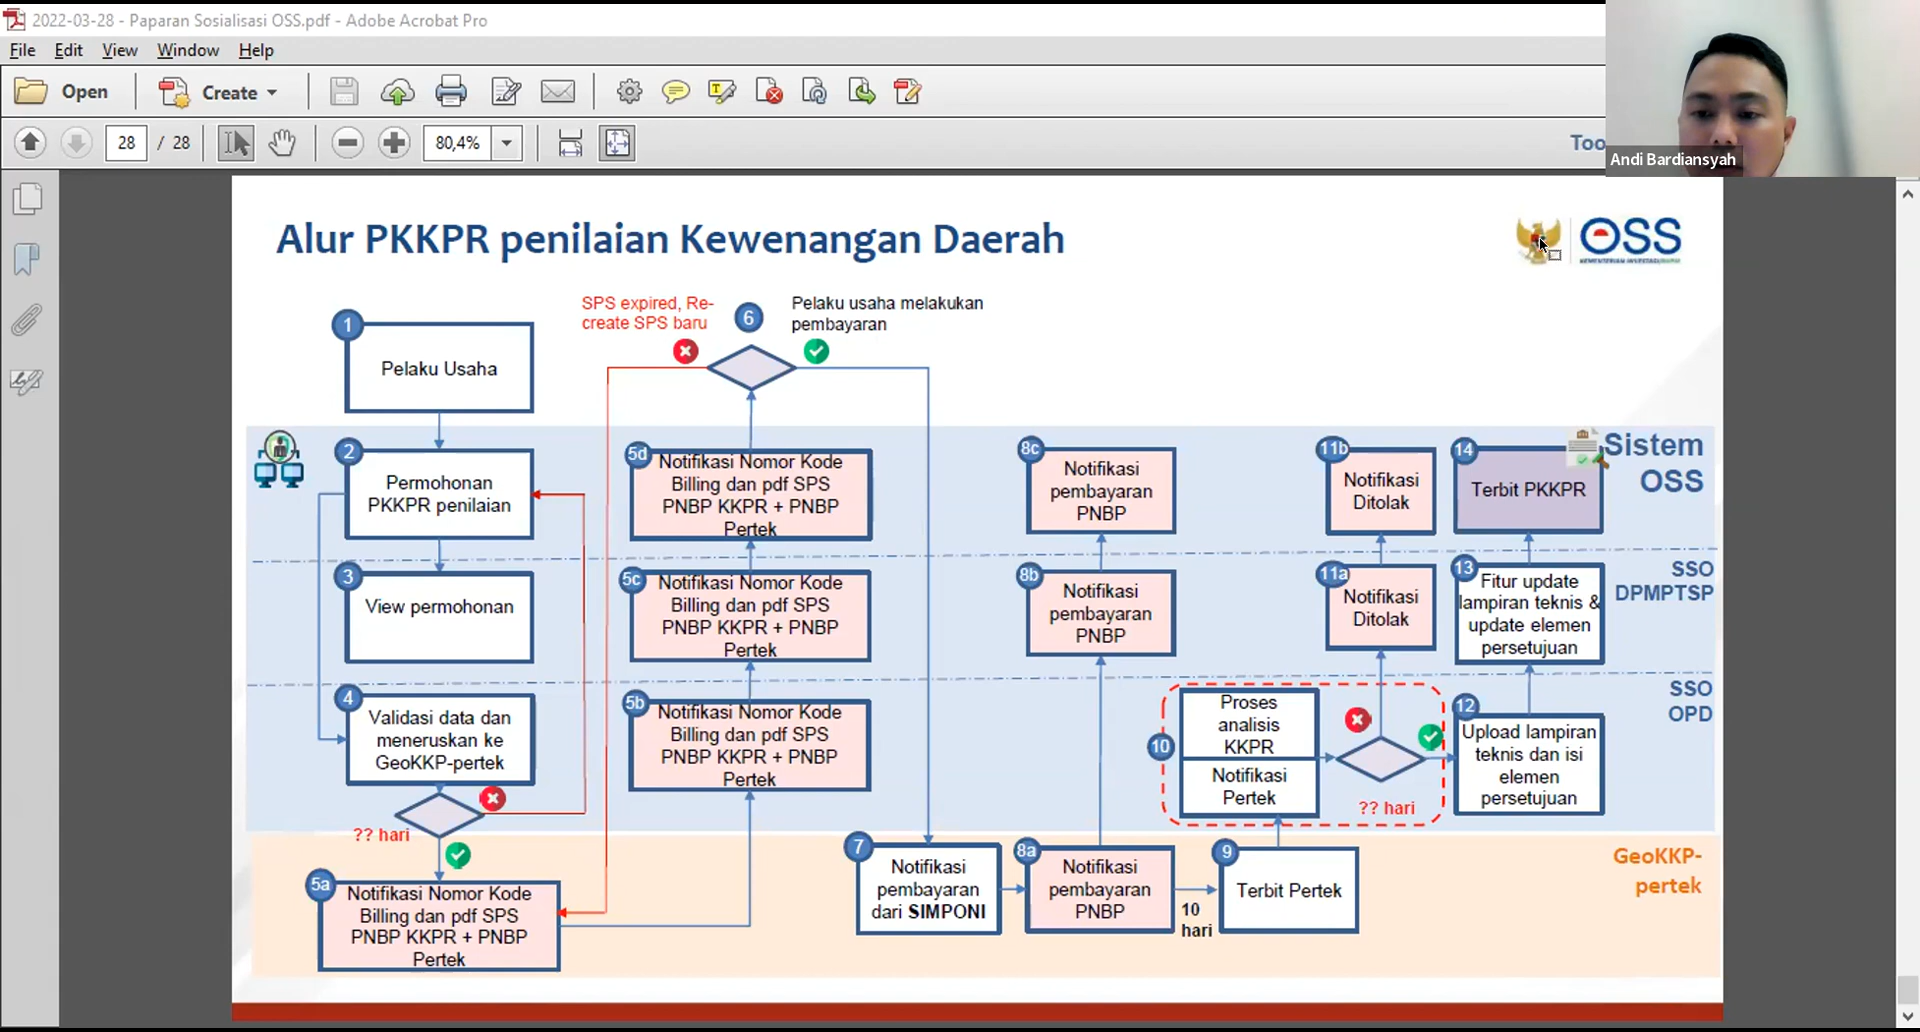 2022-03-28 - Paparan Sosialisasi OSS.pdf - Adobe Acrobat Pro
File Edit View Window Help
Open
Create
28 / 28
80,4%
Too
Andi Bardiansyah
Alur PKKPR penilaian Kewenangan Daerah
OSS
KEMENTERIAN INVESTASI/BKPM
1
Pelaku Usaha
SPS expired, Re-
create SPS baru
6
Pelaku usaha melakukan
pembayaran
Sistem
OSS
2
Permohonan
PKKPR penilaian
5d
Notifikasi Nomor Kode
Billing dan pdf SPS
PNBP KKPR + PNBP
Pertek
8c
Notifikasi
pembayaran
PNBP
11b
Notifikasi
Ditolak
14
Terbit PKKPR
SSO
DPMPTSP
3
View permohonan
5c
Notifikasi Nomor Kode
Billing dan pdf SPS
PNBP KKPR + PNBP
Pertek
8b
Notifikasi
pembayaran
PNBP
11a
Notifikasi
Ditolak
13
Fitur update
lampiran teknis &
update elemen
persetujuan
SSO
OPD
4
Validasi data dan
meneruskan ke
GeoKKP-pertek
?? hari
5b
Notifikasi Nomor Kode
Billing dan pdf SPS
PNBP KKPR + PNBP
Pertek
10
Proses
analisis
KKPR
Notifikasi
Pertek
?? hari
12
Upload lampiran
teknis dan isi
elemen
persetujuan
GeoKKP-
pertek
5a
Notifikasi Nomor Kode
Billing dan pdf SPS
PNBP KKPR + PNBP
Pertek
7
Notifikasi
pembayaran
dari SIMPONI
8a
Notifikasi
pembayaran
PNBP
10
hari
9
Terbit Pertek